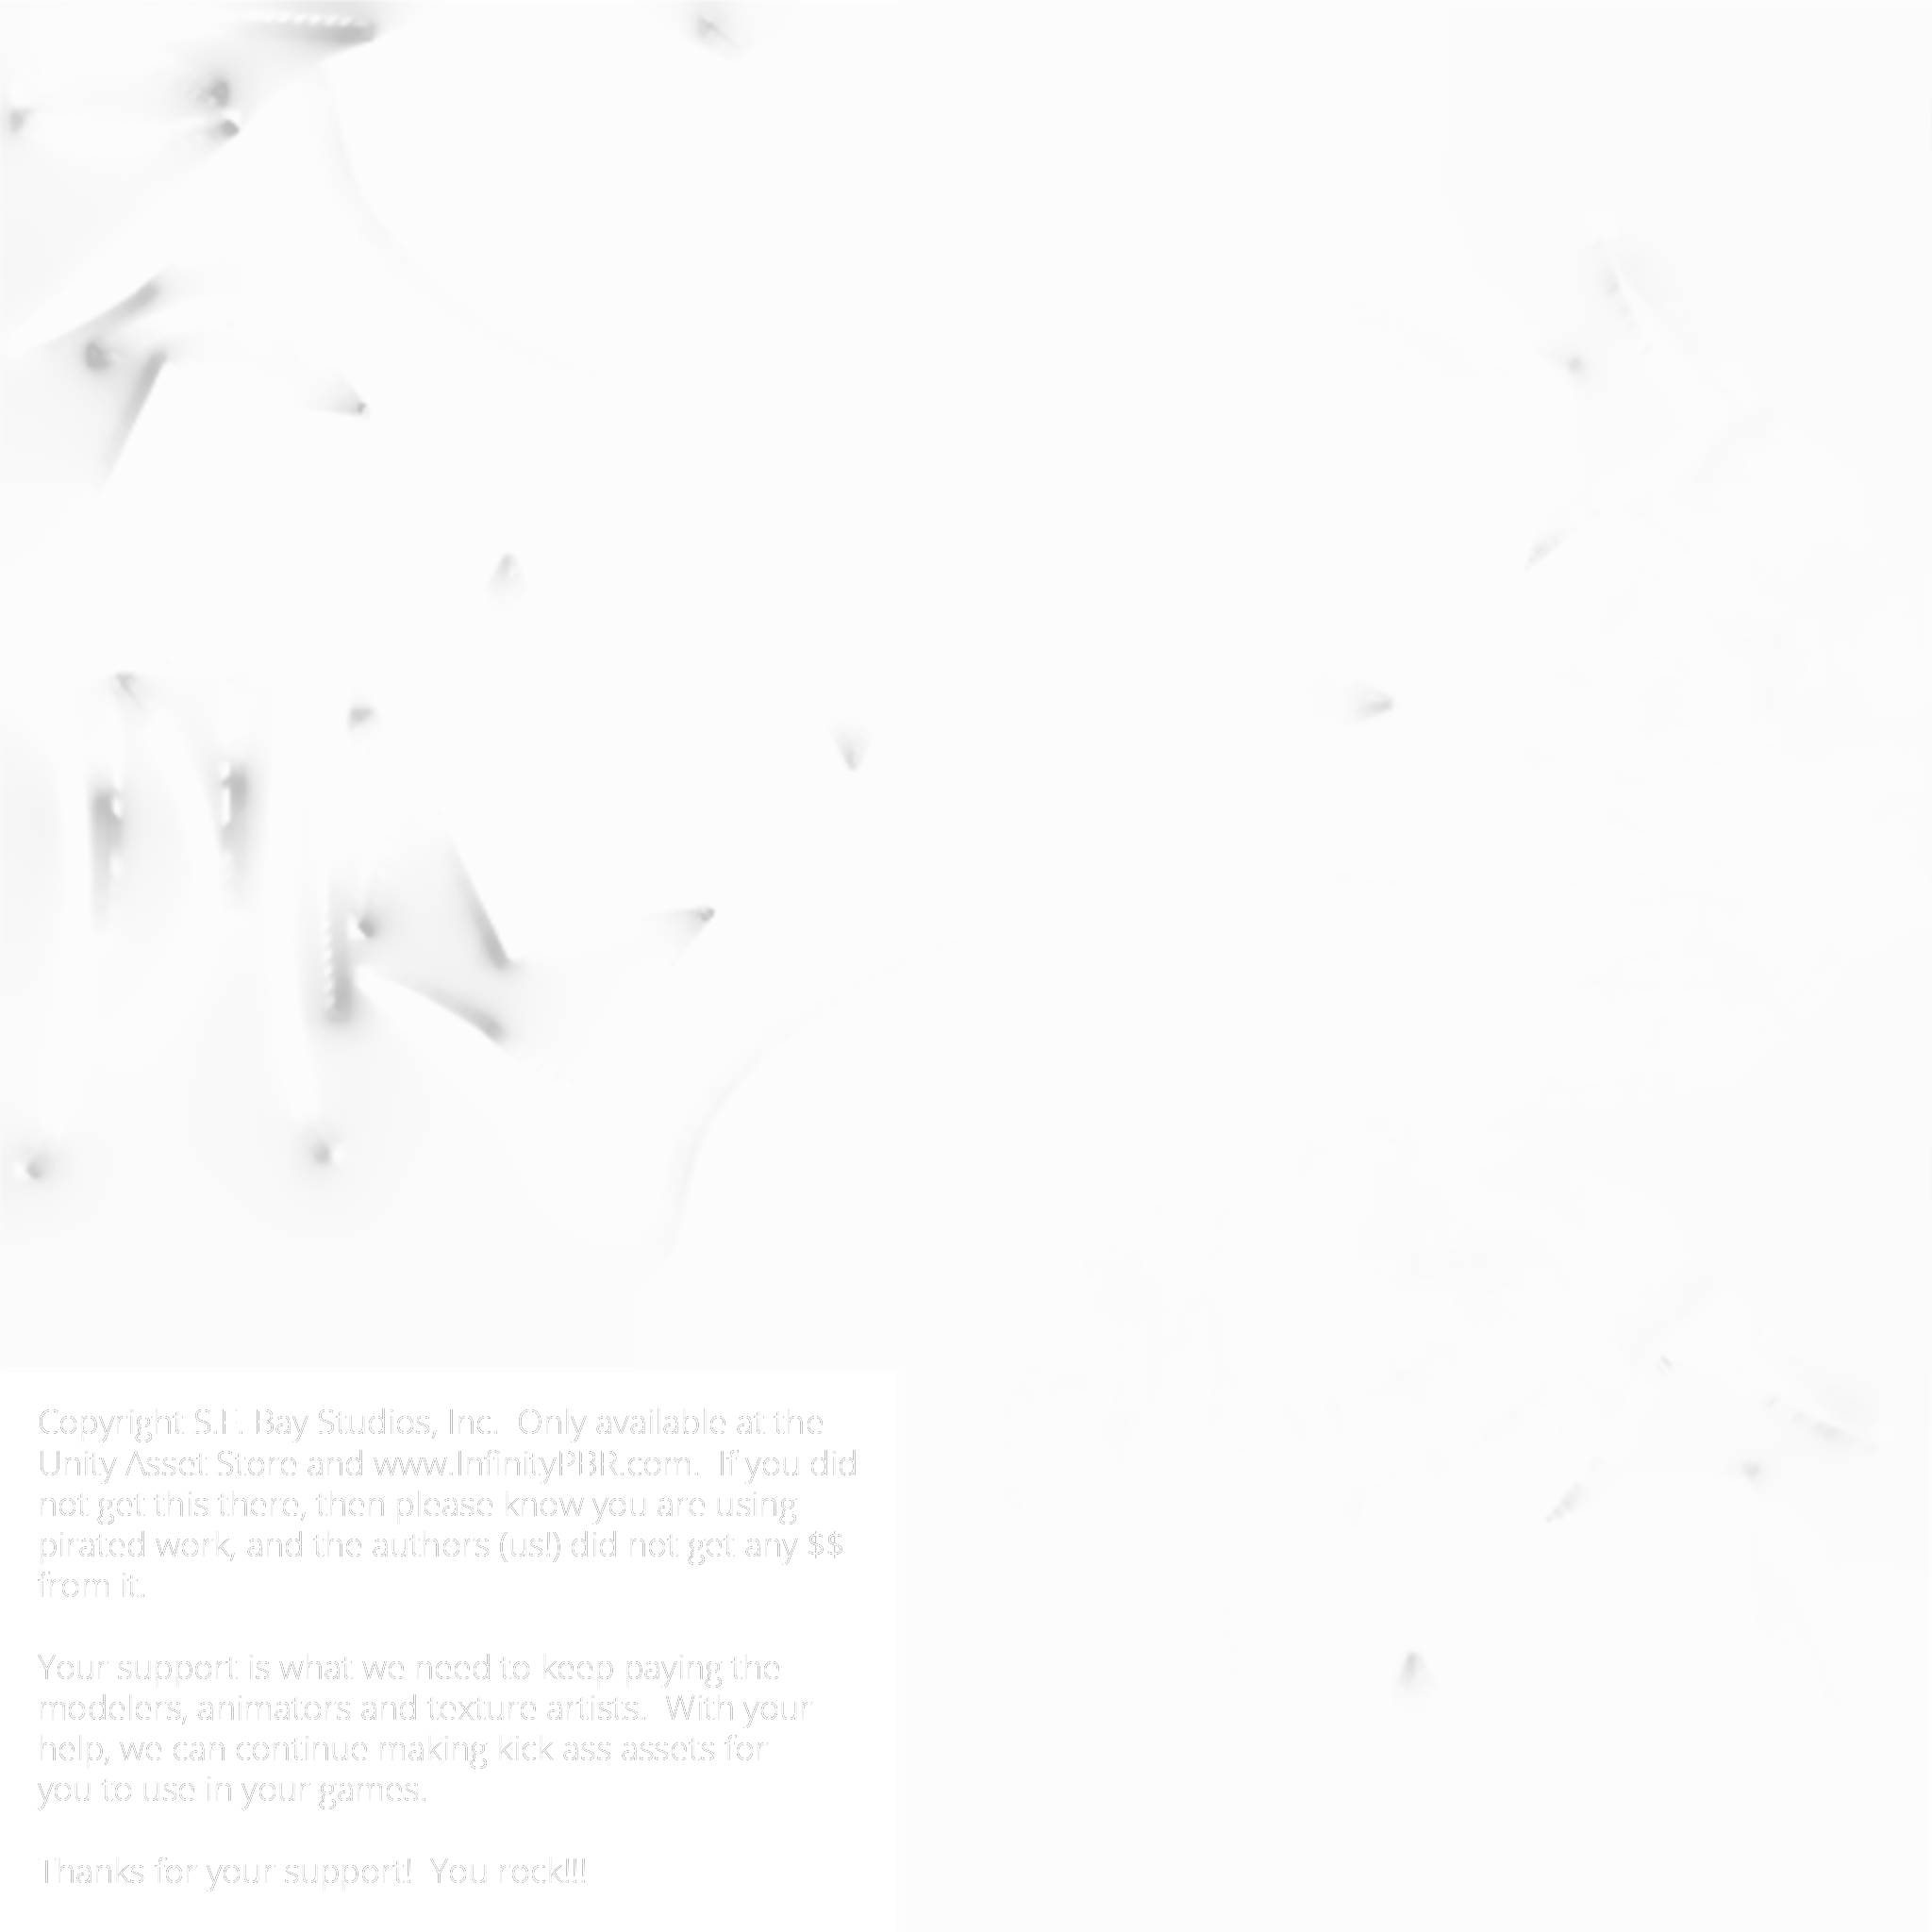 Copyright S.F. Bay Studios, Inc.  Only available at the
Unity Asset Store and www.InfinityPBR.com.  If you did
not get this there, then please know you are using
pirated work, and the authors (us!) did not get any $$
from it.
Your support is what we need to keep paying the
modelers, animators and texture artists.  With your
help, we can continue making kick ass assets for
you to use in your games.
Thanks for your support!  You rock!!!